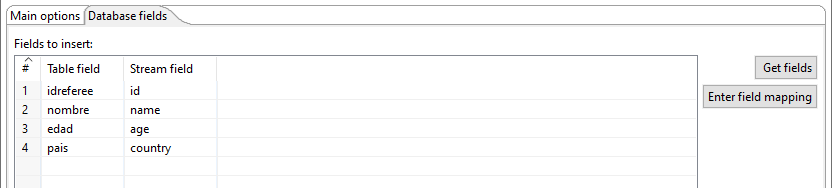 Main options Database fields
Fields to insert:
# Table field Stream field
Get fields
1 idreferee id
Enter field mapping
2 nombre name
3 edad age
4 pais country